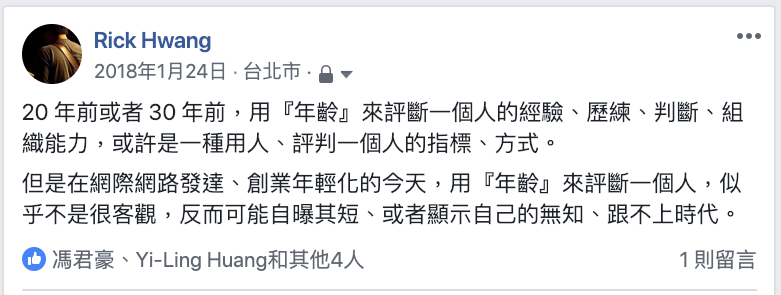 Rick Hwang
2018年1月24日 · 台北市 ·
20 年前或者 30 年前，用『年齡』來評斷一個人的經驗、歷練、判斷、組
織能力，或許是一種用人、評判一個人的指標、方式。
但是在網際網路發達、創業年輕化的今天，用『年齡』來評斷一個人，似
乎不是很客觀，反而可能自曝其短、或者顯示自己的無知、跟不上時代。
馮君豪、Yi-Ling Huang和其他4人
1 則留言